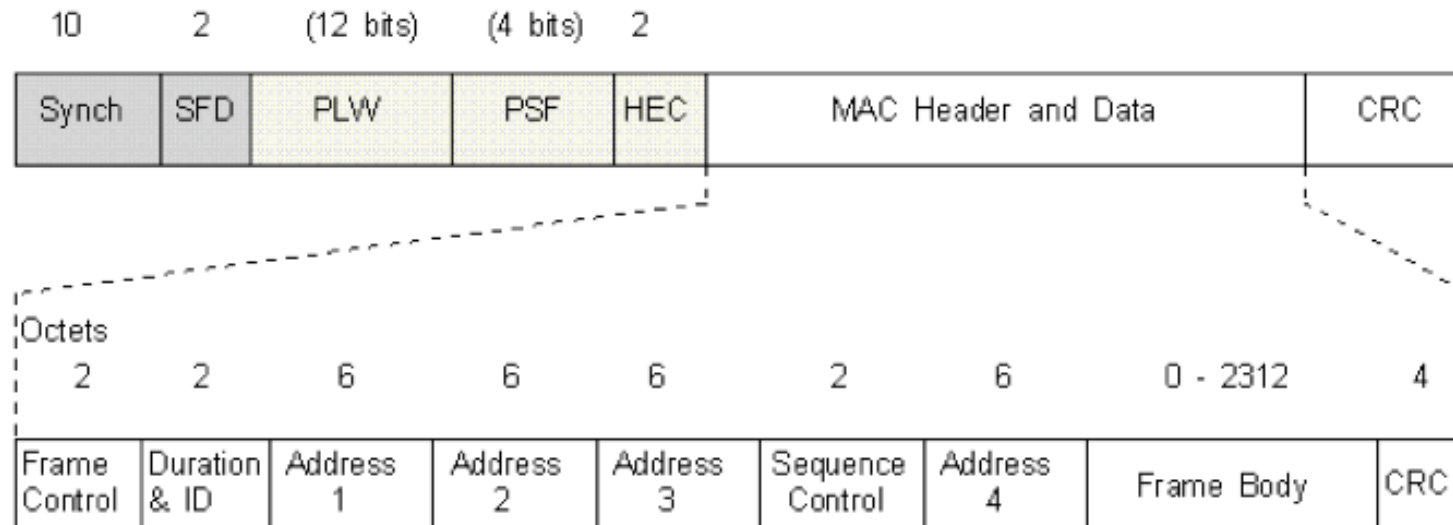 10 2 (12 bits) (4 bits) 2
Synch SFD PLW PSF HEC MAC Header and Data CRC
Octets
2 2 6 6 6 2 6 0 - 2312 4
Frame Duration Address Address Address Sequence Address Frame Body CRC
Control & ID 1 2 3 Control 4